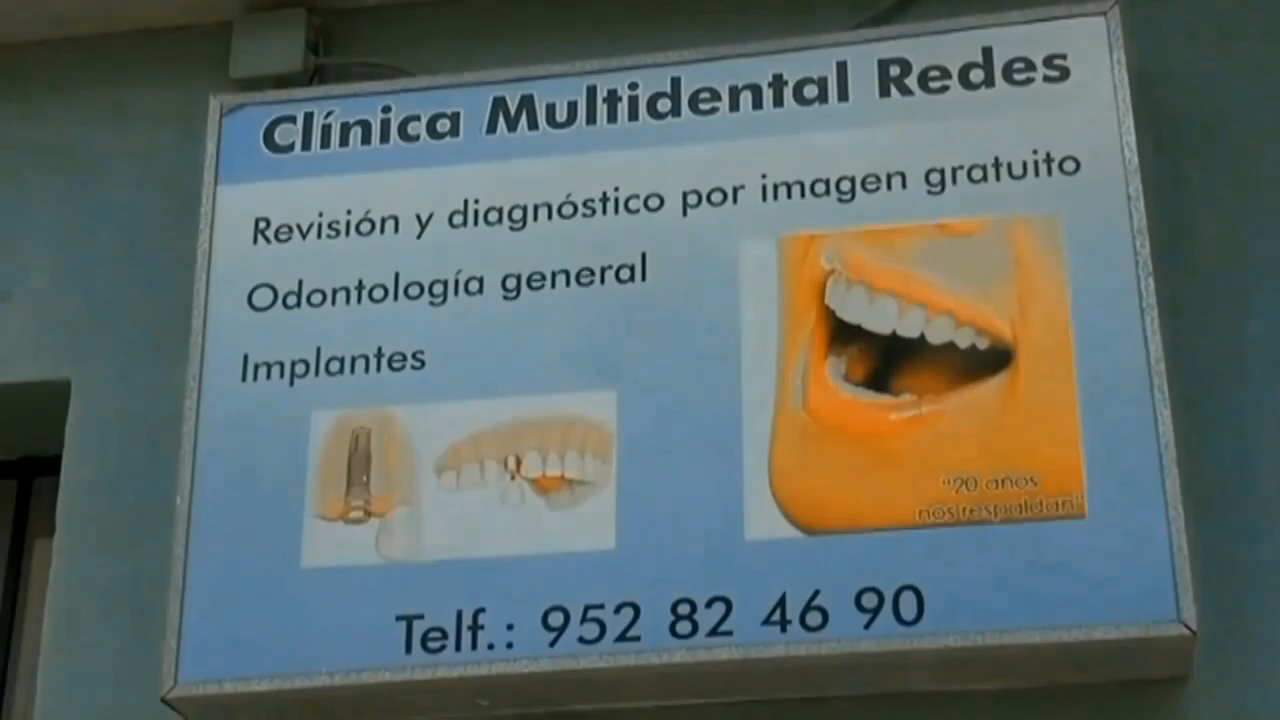 Clínica Multidental Redes
Revisión y diagnóstico por imagen gratuito
Odontología general
Implantes
"20 años
nos respaldan"
Telf.: 952 82 46 90